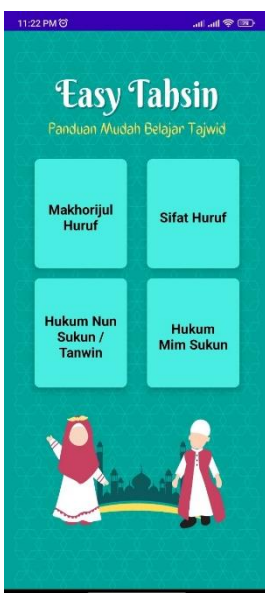 11:22 PM
Easy Tahsin
Panduan Mudah Belajar Tajwid
Makhorijul
Huruf
Sifat Huruf
Hukum Nun
Sukun /
Tanwin
Hukum
Mim Sukun